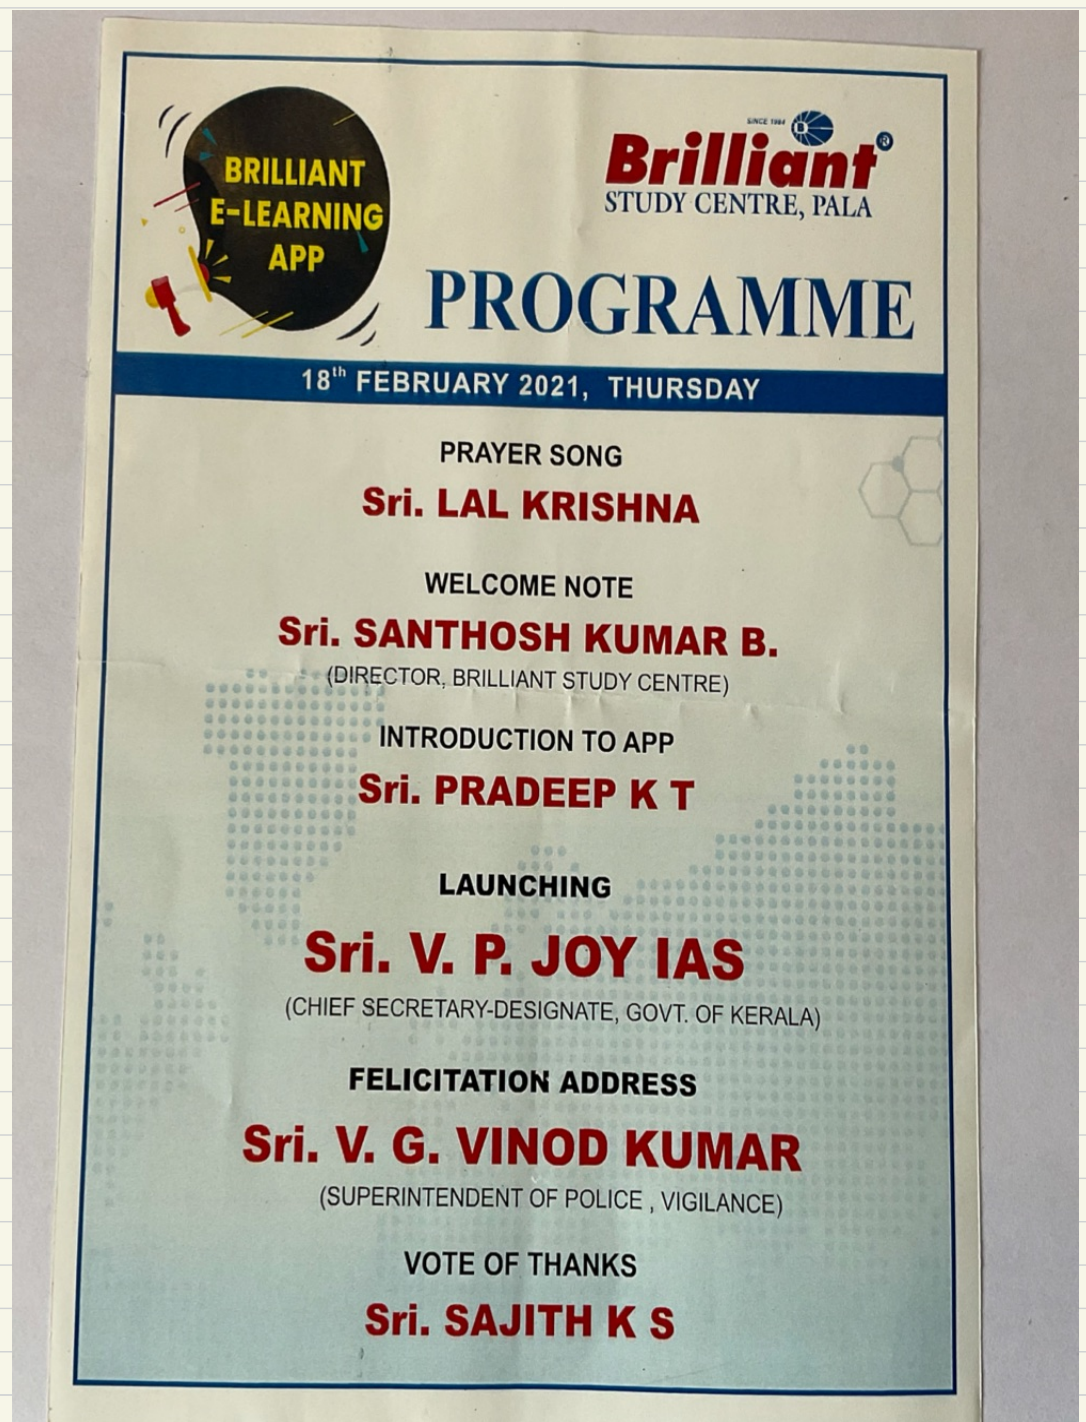 BRILLIANT
E-LEARNING
APP
SINCE 1984
Brilliant®
STUDY CENTRE, PALA
PROGRAMME
18th FEBRUARY 2021, THURSDAY
PRAYER SONG
Sri. LAL KRISHNA
WELCOME NOTE
Sri. SANTHOSH KUMAR B.
(DIRECTOR, BRILLIANT STUDY CENTRE)
INTRODUCTION TO APP
Sri. PRADEEP K T
LAUNCHING
Sri. V. P. JOY IAS
(CHIEF SECRETARY-DESIGNATE, GOVT. OF KERALA)
FELICITATION ADDRESS
Sri. V. G. VINOD KUMAR
(SUPERINTENDENT OF POLICE , VIGILANCE)
VOTE OF THANKS
Sri. SAJITH K S